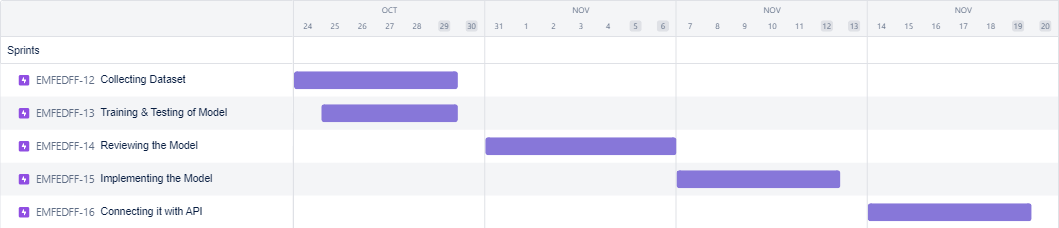 OCT NOV NOV NOV
24 25 26 27 28 29 30 31 1 2 3 4 5 6 7 8 9 10 11 12 13 14 15 16 17 18 19 20
Sprints
EMFEDFF-12 Collecting Dataset
EMFEDFF-13 Training & Testing of Model
EMFEDFF-14 Reviewing the Model
EMFEDFF-15 Implementing the Model
EMFEDFF-16 Connecting it with API